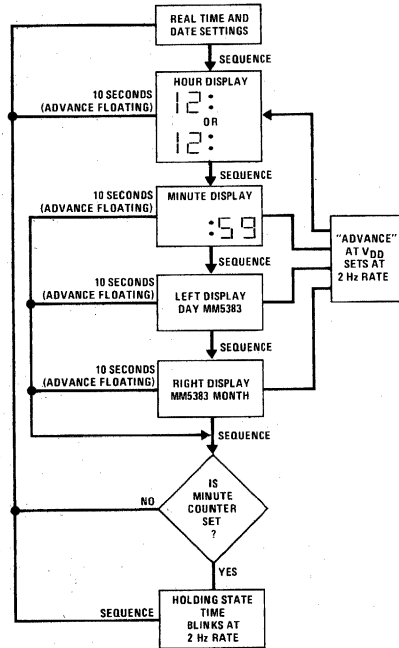 REAL TIME AND
DATE SETTINGS
SEQUENCE
10 SECONDS
(ADVANCE FLOATING)
HOUR DISPLAY
12:
OR
12:
SEQUENCE
10 SECONDS
(ADVANCE FLOATING)
MINUTE DISPLAY
:59
"ADVANCE"
AT VDD
SETS AT
2 Hz RATE
SEQUENCE
10 SECONDS
(ADVANCE FLOATING)
LEFT DISPLAY
DAY MM5383
SEQUENCE
10 SECONDS
(ADVANCE FLOATING)
RIGHT DISPLAY
MM5383 MONTH
SEQUENCE
IS
MINUTE
COUNTER
SET
?
NO
YES
SEQUENCE
HOLDING STATE
TIME
BLINKS AT
2 Hz RATE